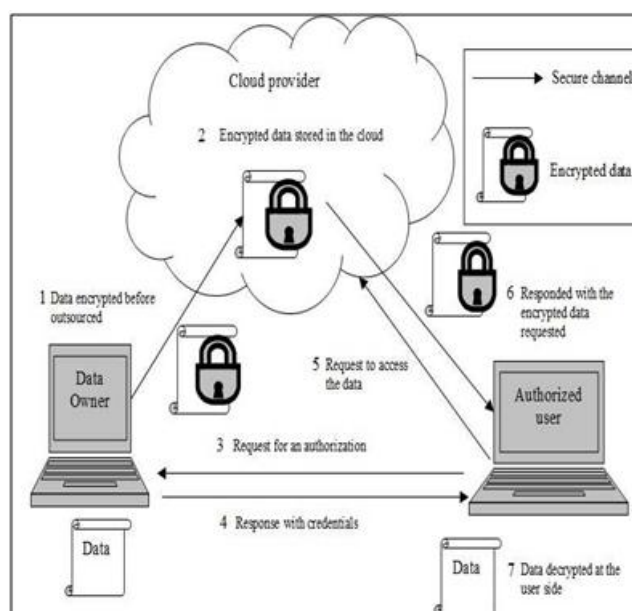 Cloud provider
2 Encrypted data stored in the cloud
Secure channel
Encrypted data
1 Data encrypted before
outsourced
6 Responded with the
encrypted data
requested
5 Request to access
the data
Data
Owner
Authorized
user
3 Request for an authorization
4 Response with credentials
Data
Data
7 Data decrypted at the
user side